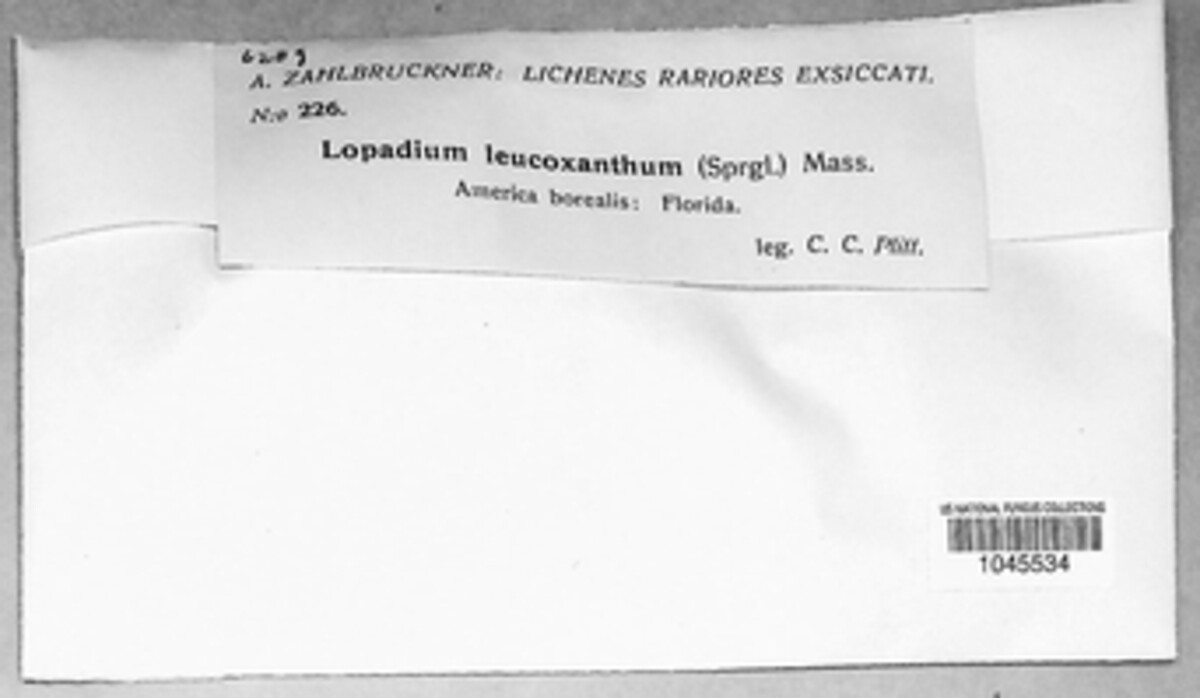 6209
A. ZAHLBRUCKNER: LICHENES RARIORES EXSICCATI.
N:o 226.
Lopadium leucoxanthum (Sprgl.) Mass.
America borealis: Florida.
leg. C. C. Plitt.
US NATIONAL FUNGUS COLLECTIONS
1045534